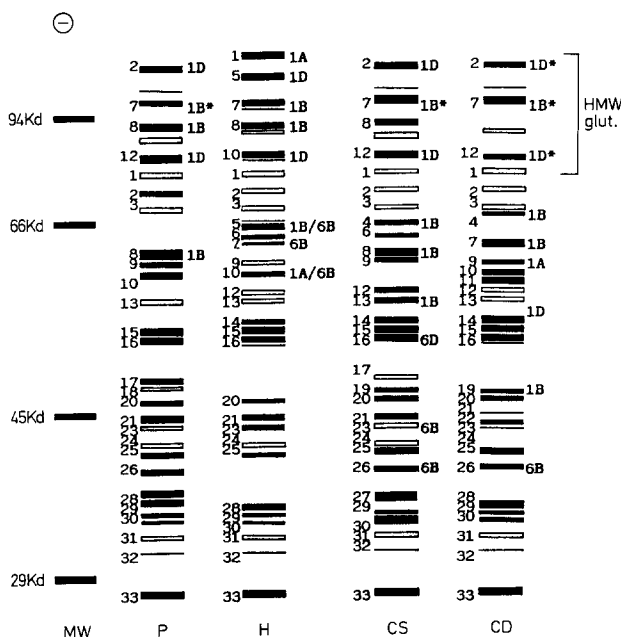 ⊖
94Kd
66Kd
45Kd
29Kd
MW
2 1D
7 1B*
8 1B
12 1D
1
2
3
8 1B
9
10
13
15
16
17
18
20
21
23
24
25
26
28
29
30
31
32
33
P
1 1A
5 1D
7 1B
8 1B
10 1D
1
2
3
5 1B/6B
6
7 6B
9
10 1A/6B
12
13
14
15
16
20
21
23
22
25
28
29
30
31
32
33
H
2 1D
7 1B*
8
12 1D
1
2
3
4 1B
6
8 1B
9
12
13 1B
14
15
16 6D
17
19
20
21
23 6B
24
25
26 6B
27
29
30
31
32
33
CS
2 1D*
7 1B*
12 1D*
1
2
3
4 1B
7 1B
9 1A
10
11
12
13
1D
14
15
16
19 1B
20
21
22
23
25
26 6B
28
29
30
31
32
33
CD
HMW
glut.